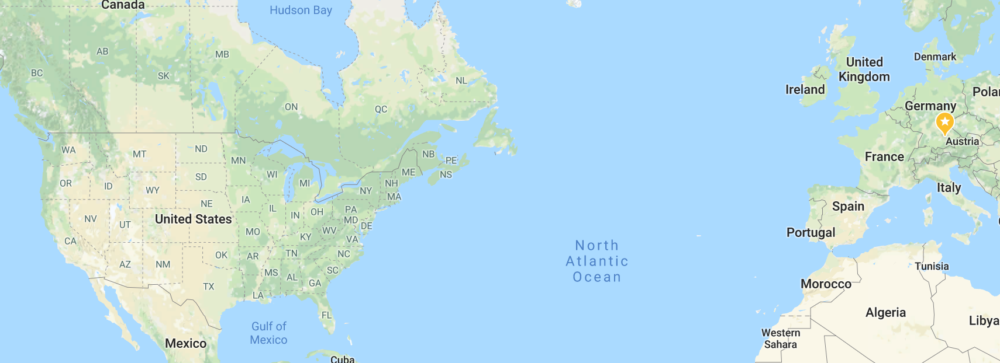 Canada
Hudson Bay
AB
MB
BC
SK
NL
ON
QC
United
Kingdom
Denmark
Ireland
Germany
Austria
France
Italy
Spain
Portugal
WA
MT
ND
MN
NB
PE
OR
ID
WY
SD
WI
MI
ME
NS
NH
NY
MA
NE
IA
IL
IN
OH
PA
MD
DE
NV
UT
United States
MO
KY
WV
VA
CA
AZ
NM
OK
AR
TN
NC
MS
AL
SC
GA
TX
LA
FL
North
Atlantic
Ocean
Gulf of
Mexico
Mexico
Cuba
Tunisia
Morocco
Algeria
Western
Sahara